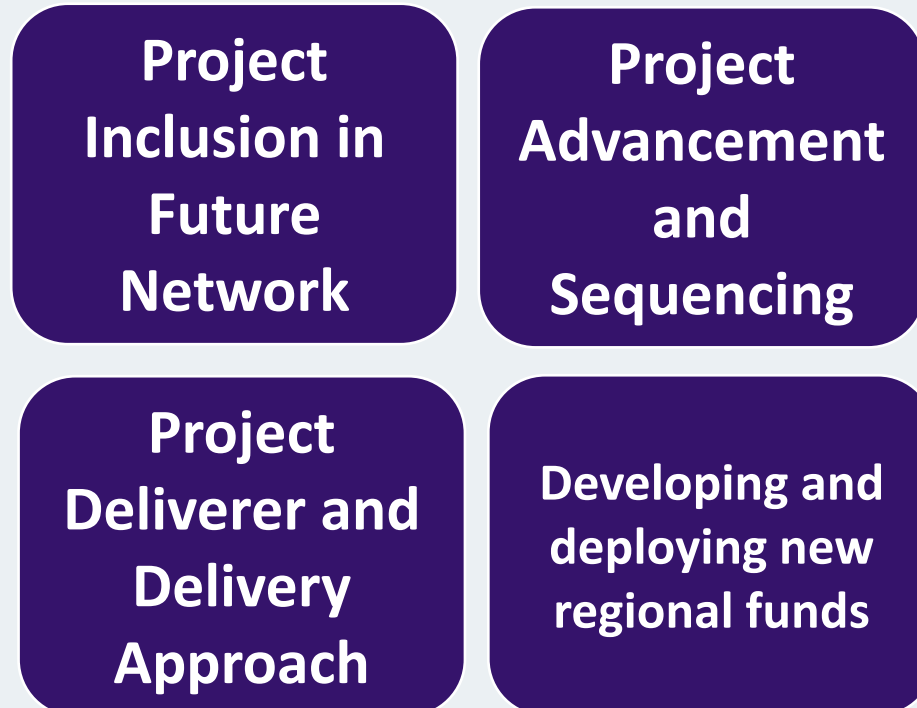 Project
Inclusion in
Future
Network
Project
Advancement
and
Sequencing
Project
Deliverer and
Delivery
Approach
Developing and
deploying new
regional funds